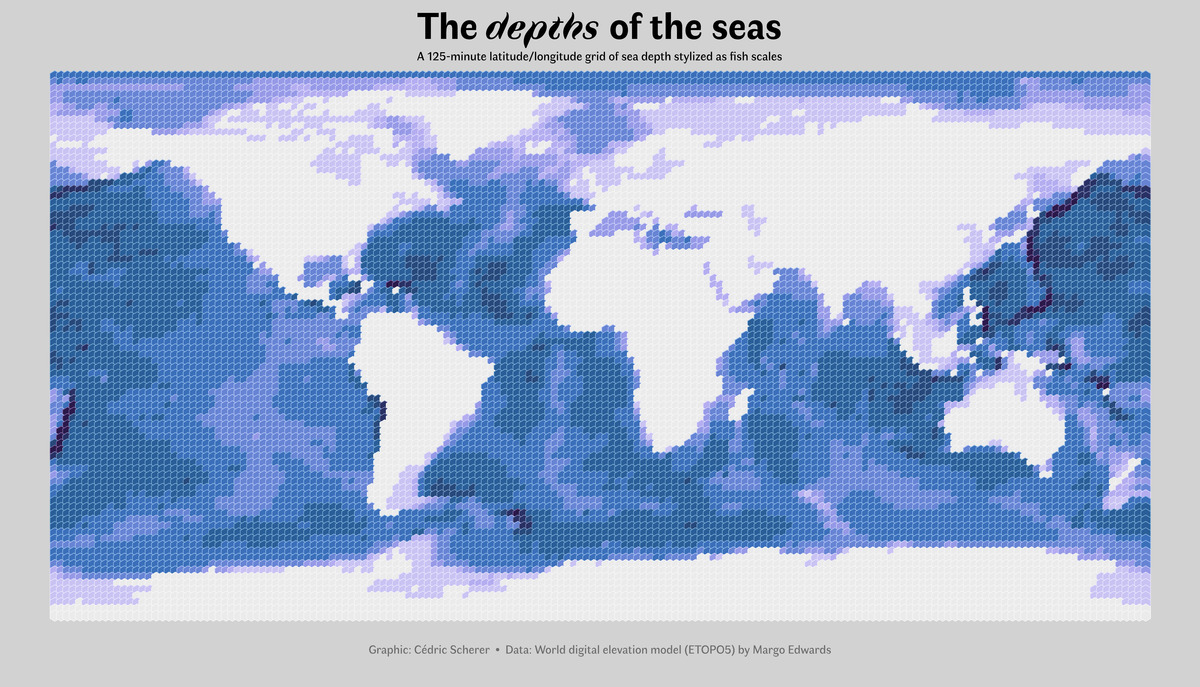 The depths of the seas
A 125-minute latitude/longitude grid of sea depth stylized as fish scales
Graphic: Cédric Scherer • Data: World digital elevation model (ETOPO5) by Margo Edwards